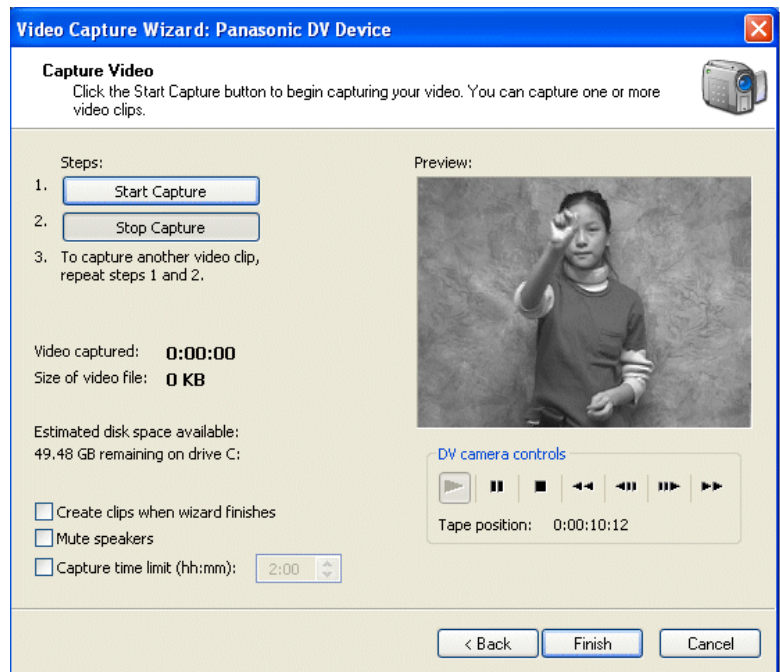 Video Capture Wizard: Panasonic DV Device
Capture Video
Click the Start Capture button to begin capturing your video. You can capture one or more
video clips.
Steps:
1. Start Capture
2. Stop Capture
3. To capture another video clip,
repeat steps 1 and 2.
Video captured: 0:00:00
Size of video file: 0 KB
Estimated disk space available:
49.48 GB remaining on drive C:
Create clips when wizard finishes
Mute speakers
Capture time limit (hh:mm): 2:00
Preview:
DV camera controls
Tape position: 0:00:10:12
< Back Finish Cancel